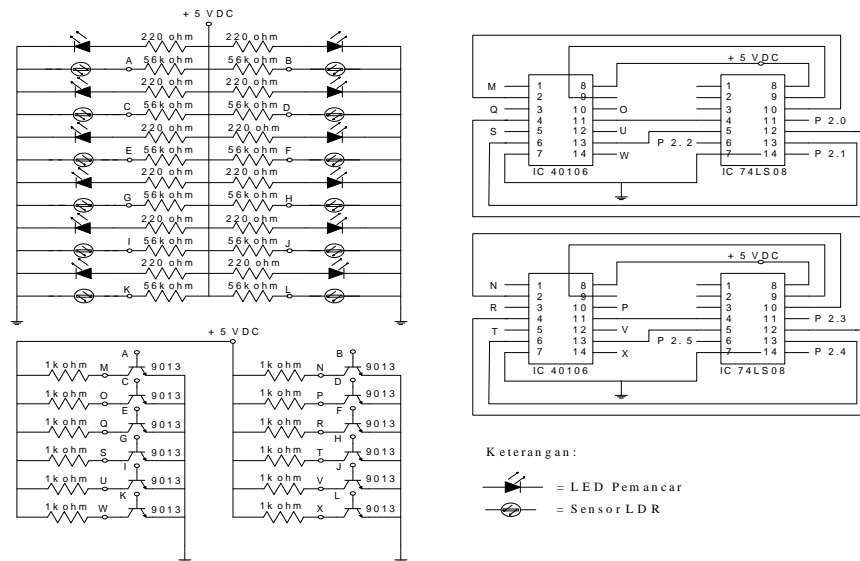 + 5 VDC
220 ohm 220 ohm
A 56k ohm 56k ohm B
220 ohm 220 ohm
C 56k ohm 56k ohm D
220 ohm 220 ohm
E 56k ohm 56k ohm F
220 ohm 220 ohm
G 56k ohm 56k ohm H
220 ohm 220 ohm
I 56k ohm 56k ohm J
220 ohm 220 ohm
K 56k ohm 56k ohm L
+ 5 VDC
A
1k ohm M 9013
C
1k ohm O 9013
E
1k ohm Q 9013
G
1k ohm S 9013
I
1k ohm U 9013
K
1k ohm W 9013
B
1k ohm N 9013
D
1k ohm P 9013
F
1k ohm R 9013
H
1k ohm T 9013
J
1k ohm V 9013
L
1k ohm X 9013
+ 5 VDC
M 1 8 1 8
2 9 2 9
Q 3 10 O 3 10
4 11 4 11 P 2.0
S 5 12 U 5 12
6 13 P 2.2 6 13
7 14 W 7 14 P 2.1
IC 40106 IC 74LS08
+ 5 VDC
N 1 8 1 8
2 9 2 9
R 3 10 P 3 10
4 11 4 11 P 2.3
T 5 12 V 5 12
6 13 P 2.5 6 13
7 14 X 7 14 P 2.4
IC 40106 IC 74LS08
Keterangan:
= LED Pemancar
= Sensor LDR